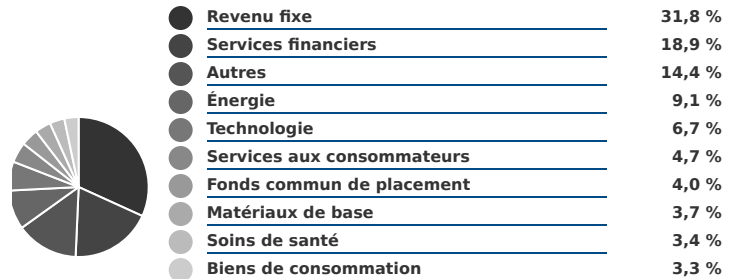 Revenu fixe 31,8 %
Services financiers 18,9 %
Autres 14,4 %
Énergie 9,1 %
Technologie 6,7 %
Services aux consommateurs 4,7 %
Fonds commun de placement 4,0 %
Matériaux de base 3,7 %
Soins de santé 3,4 %
Biens de consommation 3,3 %